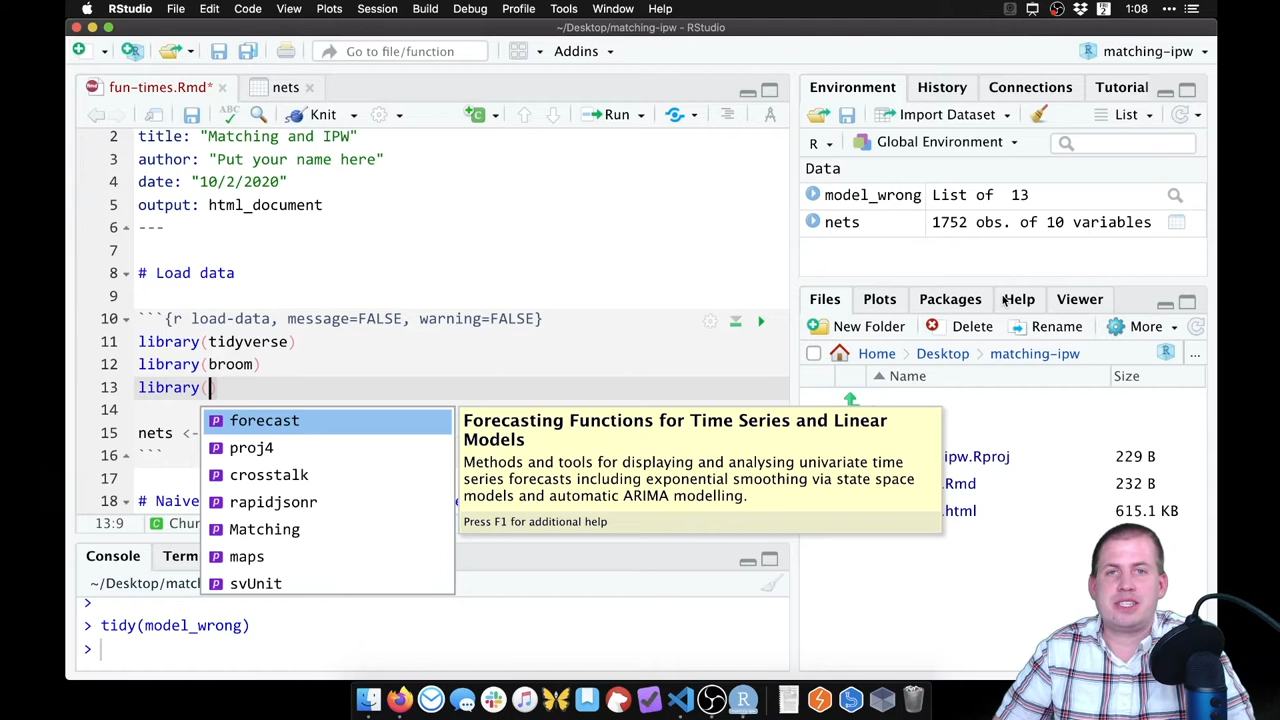 RStudio File Edit Code View Plots Session Build Debug Profile Tools Window Help 2 1:08
~/Desktop/matching-ipw - RStudio
Go to file/function Addins matching-ipw
fun-times.Rmd* nets
ABC Knit Run
2 title: "Matching and IPW"
3 author: "Put your name here"
4 date: "10/2/2020"
5 output: html_document
6 ---
7
8 # Load data
9
10 ```{r load-data, message=FALSE, warning=FALSE}
11 library(tidyverse)
12 library(broom)
13 library()
14
15 nets <-
16 ```
17
18 # Naive
forecast
proj4
crosstalk
rapidjsonr
Matching
maps
svUnit
Forecasting Functions for Time Series and Linear
Models
Methods and tools for displaying and analysing univariate time
series forecasts including exponential smoothing via state space
models and automatic ARIMA modelling.
Press F1 for additional help
13:9 Chur
Console Term
~/Desktop/matc
>
> tidy(model_wrong)
>
Environment History Connections Tutorial
Import Dataset List
R Global Environment
Data
model_wrong List of 13
nets 1752 obs. of 10 variables
Files Plots Packages Help Viewer
New Folder Delete Rename More
Home Desktop matching-ipw ...
Name Size
ipw.Rproj 229 B
.Rmd 232 B
.html 615.1 KB